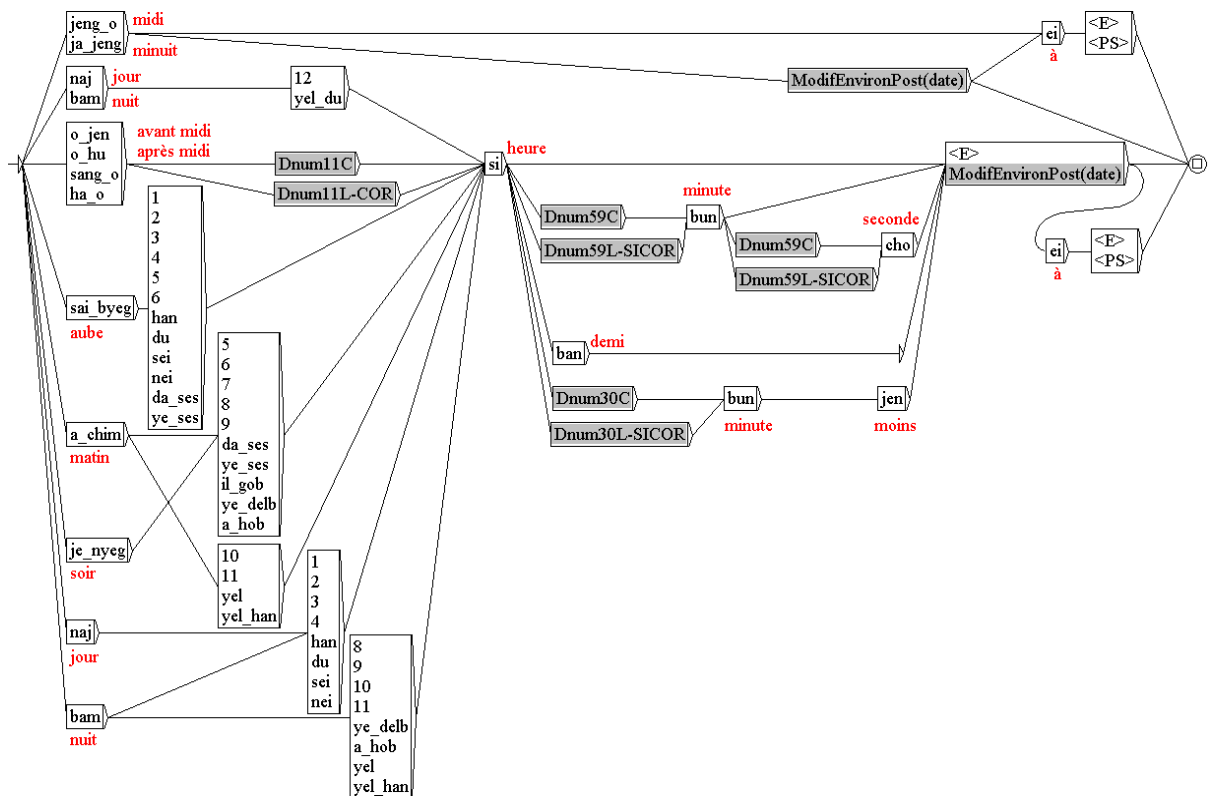 jeng_o
ja_jeng
midi
minuit
ei
à
<E>
<PS>
ModifEnvironPost(date)
naj
bam
jour
nuit
12
yel_du
o_jen
o_hu
sang_o
ha_o
avant midi
après midi
Dnum11C
Dnum11L-COR
si
heure
<E>
ModifEnvironPost(date)
Dnum59C
Dnum59L-SICOR
bun
minute
Dnum59C
Dnum59L-SICOR
cho
seconde
ei
à
<E>
<PS>
sai_byeg
aube
1
2
3
4
5
6
han
du
sei
nei
da_ses
ye_ses
ban
demi
Dnum30C
Dnum30L-SICOR
bun
minute
jen
moins
a_chim
matin
5
6
7
8
9
da_ses
ye_ses
il_gob
ye_delb
a_hob
je_nyeg
soir
10
11
yel
yel_han
naj
jour
1
2
3
4
han
du
sei
nei
bam
nuit
8
9
10
11
ye_delb
a_hob
yel
yel_han